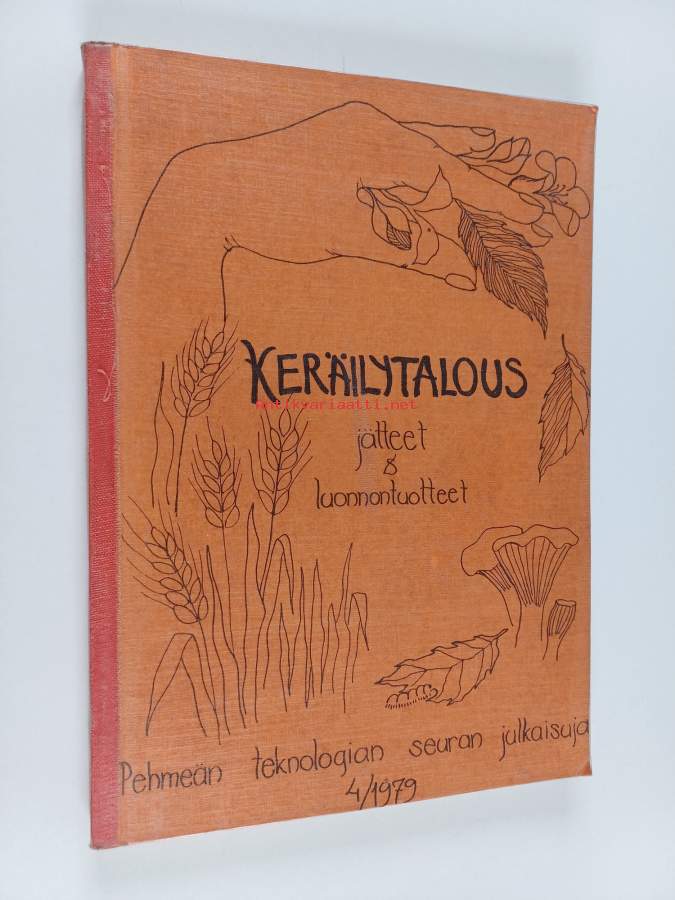 KERÄILYTALOUS
antikvariaatti.net
jätteet
&
luonnontuotteet
Pehmeän teknologian seuran julkaisuja
4/1979